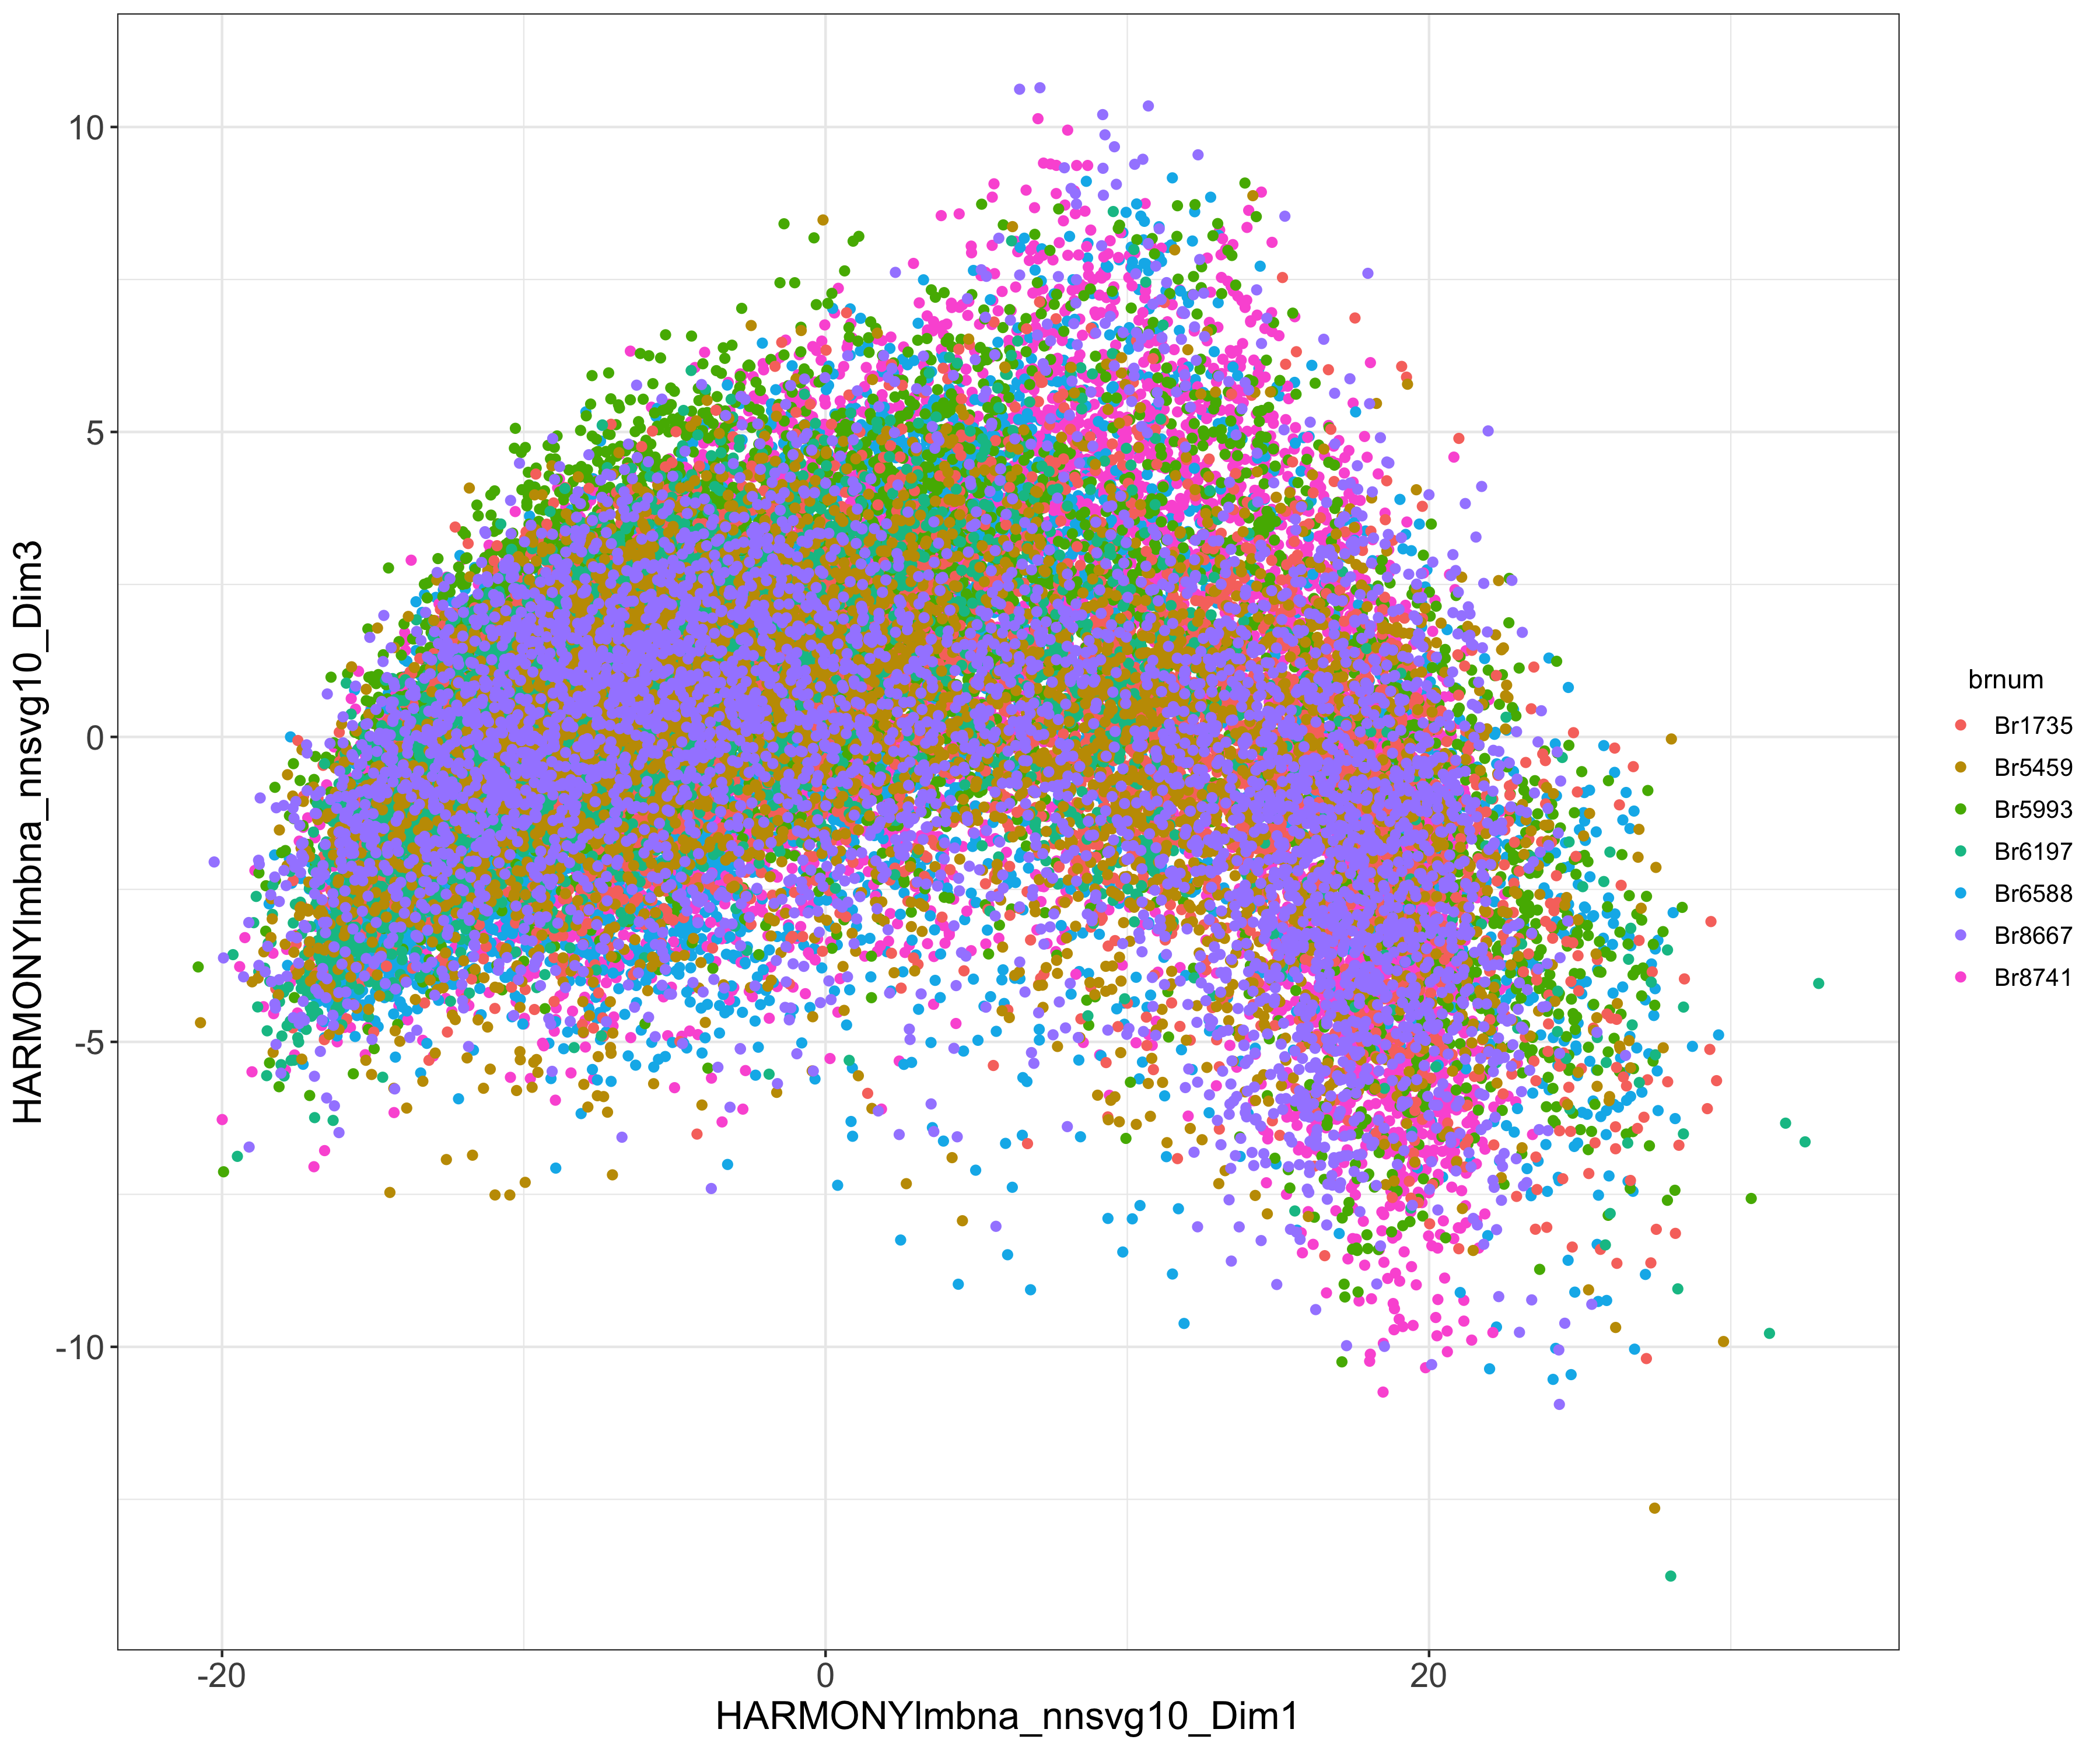 10
5
0
-5
-10
HARMONYlmbna_nnsvg10_Dim3
-20
0
20
HARMONYlmbna_nnsvg10_Dim1
brnum
Br1735
Br5459
Br5993
Br6197
Br6588
Br8667
Br8741